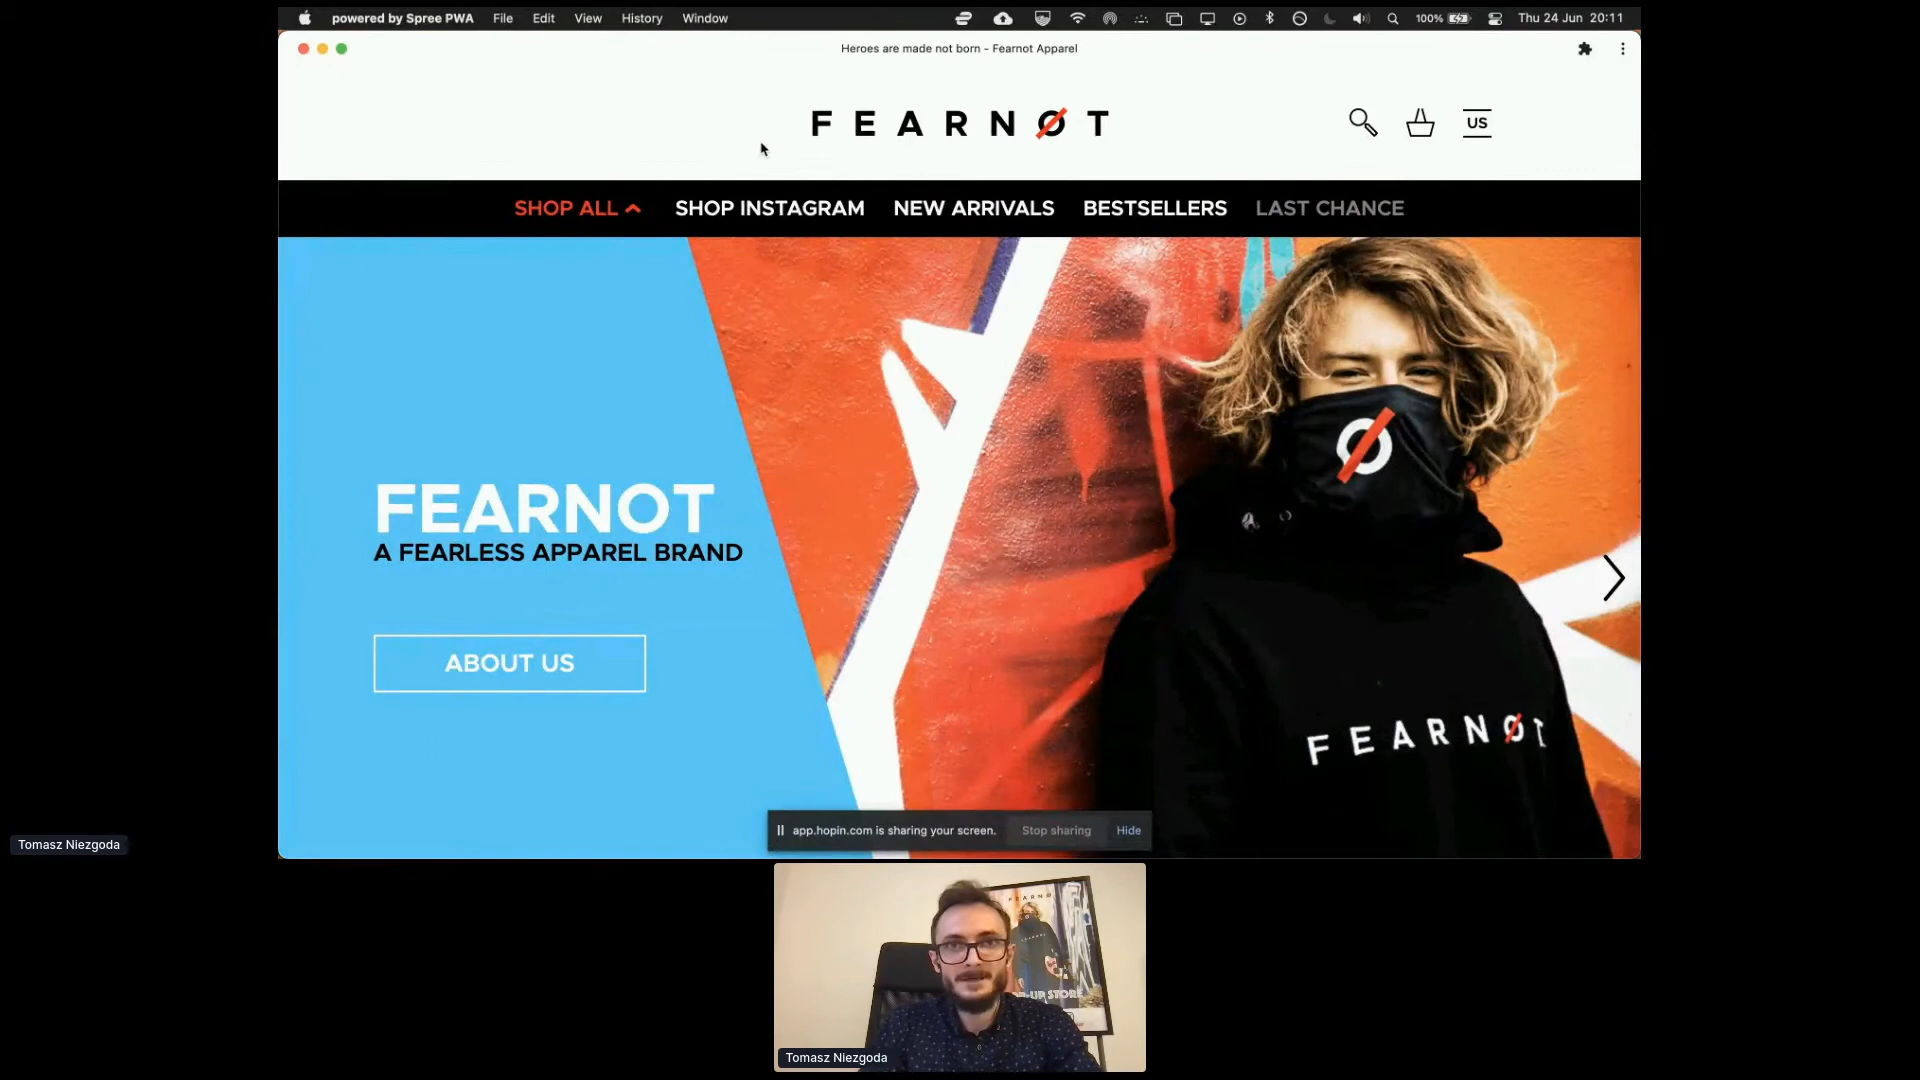 powered by Spree PWA File Edit View History Window 100% Thu 24 Jun 20:11
Heroes are made not born - Fearnot Apparel
FEARNØT
US
SHOP ALL SHOP INSTAGRAM NEW ARRIVALS BESTSELLERS LAST CHANCE
FEARNOT
A FEARLESS APPAREL BRAND
ABOUT US
FEARNØT
app.hopin.com is sharing your screen. Stop sharing Hide
Tomasz Niezgoda
FEARNØT
STORE
Tomasz Niezgoda